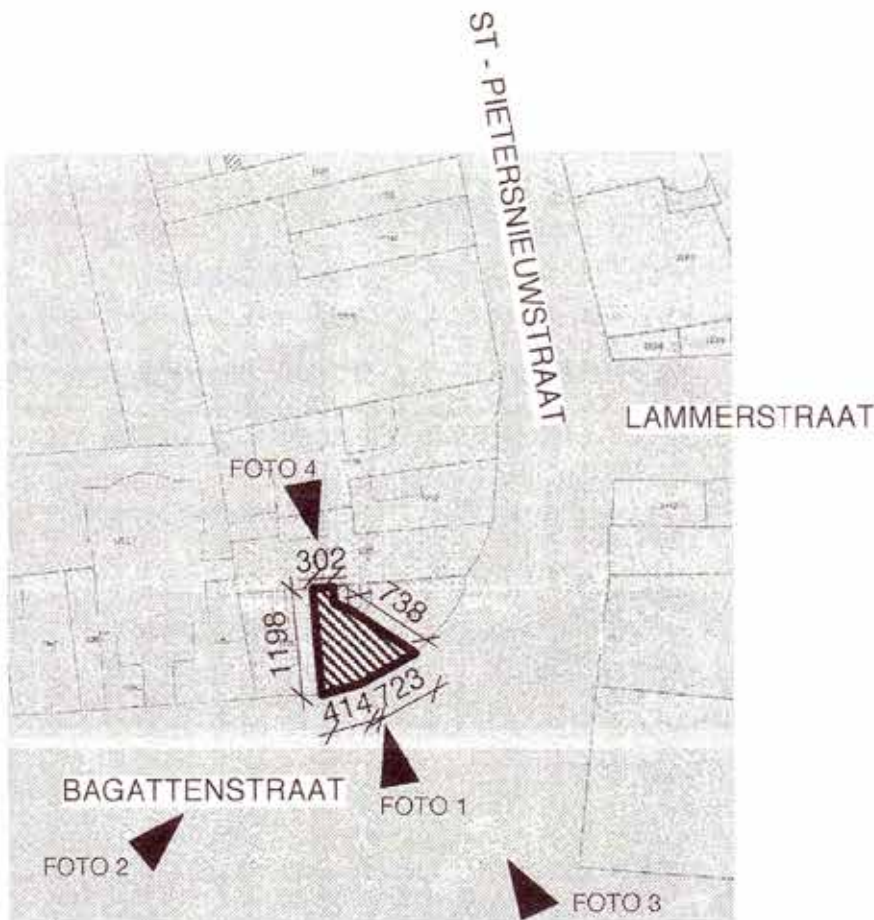 ST - PIETERSNIEUWSTRAAT
LAMMERSTRAAT
FOTO 4
302
738
1198
414
723
BAGATTENSTRAAT
FOTO 1
FOTO 2
FOTO 3